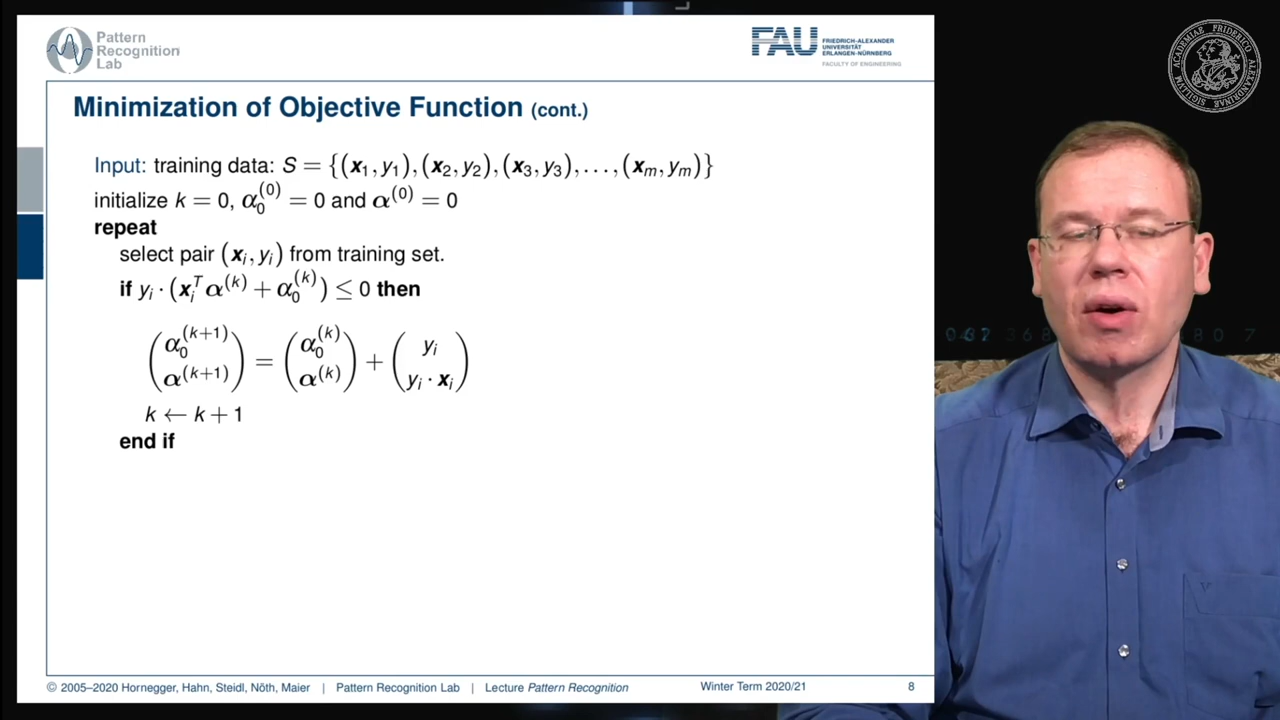 Pattern
Recognition
Lab
FAU FRIEDRICH-ALEXANDER
UNIVERSITÄT
ERLANGEN-NÜRNBERG
FACULTY OF ENGINEERING
Minimization of Objective Function (cont.)
Input: training data: S = {(x₁, y₁), (x₂, y₂), (x₃, y₃), ..., (xₘ, yₘ)}
initialize k = 0, α₀⁽⁰⁾ = 0 and α⁽⁰⁾ = 0
repeat
select pair (xᵢ, yᵢ) from training set.
if yᵢ · (xᵢᵀ α⁽ᵏ⁾ + α₀⁽ᵏ⁾) ≤ 0 then
(α₀⁽ᵏ⁺¹⁾ α⁽ᵏ⁺¹⁾) = (α₀⁽ᵏ⁾ α⁽ᵏ⁾) + (yᵢ yᵢ · xᵢ)
k ← k + 1
end if
© 2005–2020 Hornegger, Hahn, Steidl, Nöth, Maier | Pattern Recognition Lab | Lecture Pattern Recognition Winter Term 2020/21 8